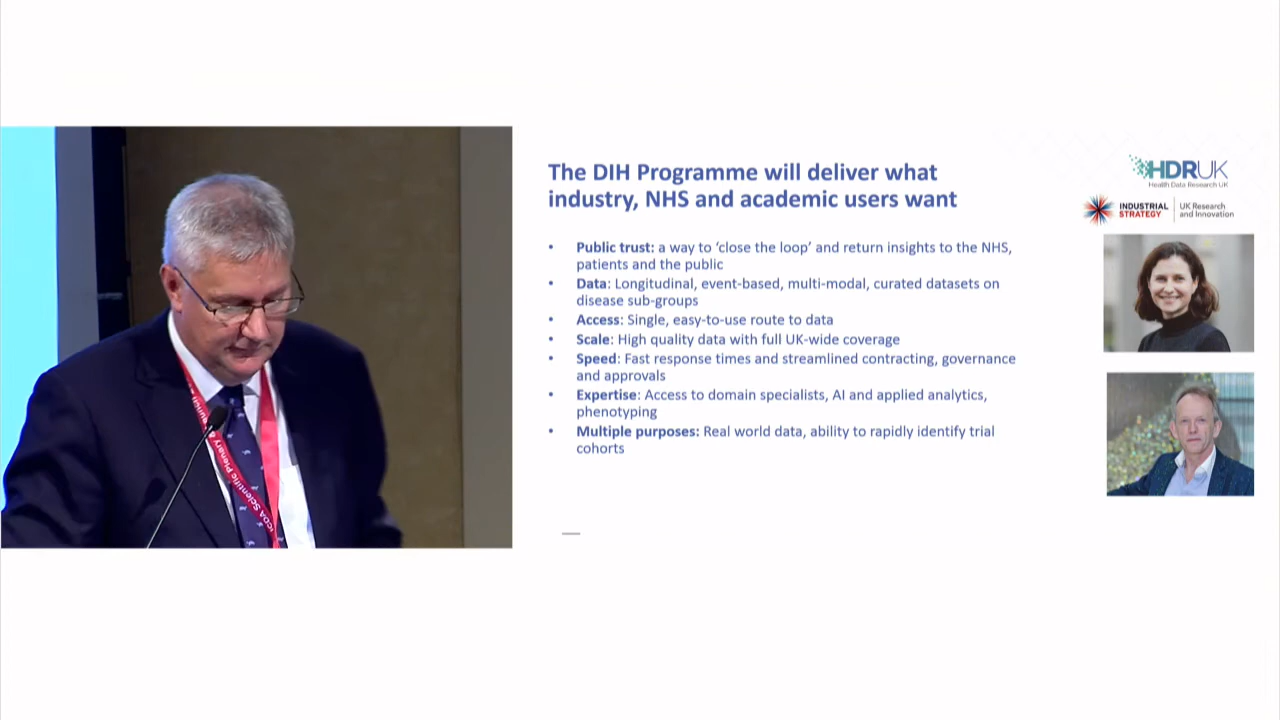 The DIH Programme will deliver what
industry, NHS and academic users want
HDRUK
Health Data Research UK
INDUSTRIAL
STRATEGY
UK Research
and Innovation
• Public trust: a way to ‘close the loop’ and return insights to the NHS,
patients and the public
• Data: Longitudinal, event-based, multi-modal, curated datasets on
disease sub-groups
• Access: Single, easy-to-use route to data
• Scale: High quality data with full UK-wide coverage
• Speed: Fast response times and streamlined contracting, governance
and approvals
• Expertise: Access to domain specialists, AI and applied analytics,
phenotyping
• Multiple purposes: Real world data, ability to rapidly identify trial
cohorts
ICDA Scientific Plenary &